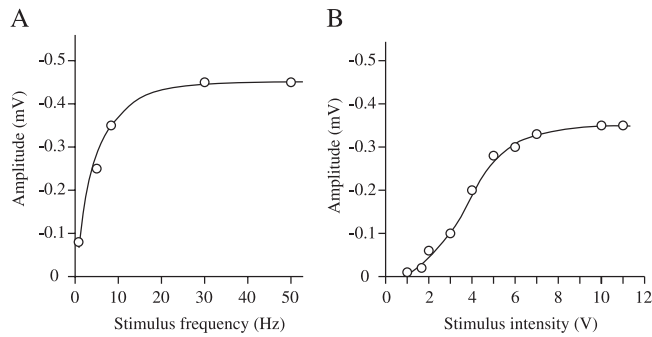 A
-0.5
-0.4
-0.3
-0.2
-0.1
0
Amplitude (mV)
0 10 20 30 40 50
Stimulus frequency (Hz)
B
-0.5
-0.4
-0.3
-0.2
-0.1
0
Amplitude (mV)
0 2 4 6 8 10 12
Stimulus intensity (V)